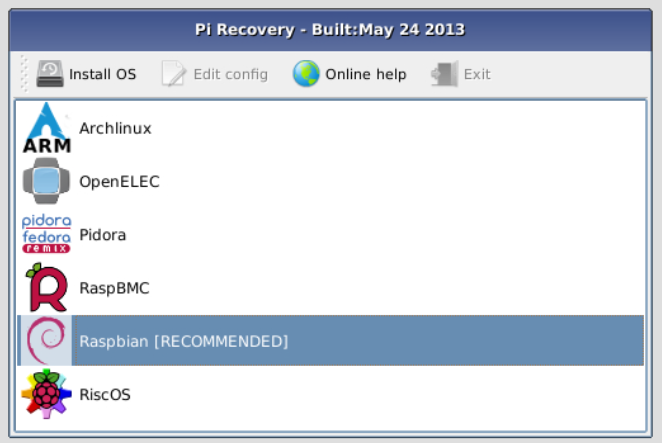 Pi Recovery - Built:May 24 2013
Install OS Edit config Online help Exit
ARM
Archlinux
OpenELEC
pidora
fedora
remix
Pidora
RaspBMC
Raspbian [RECOMMENDED]
RiscOS